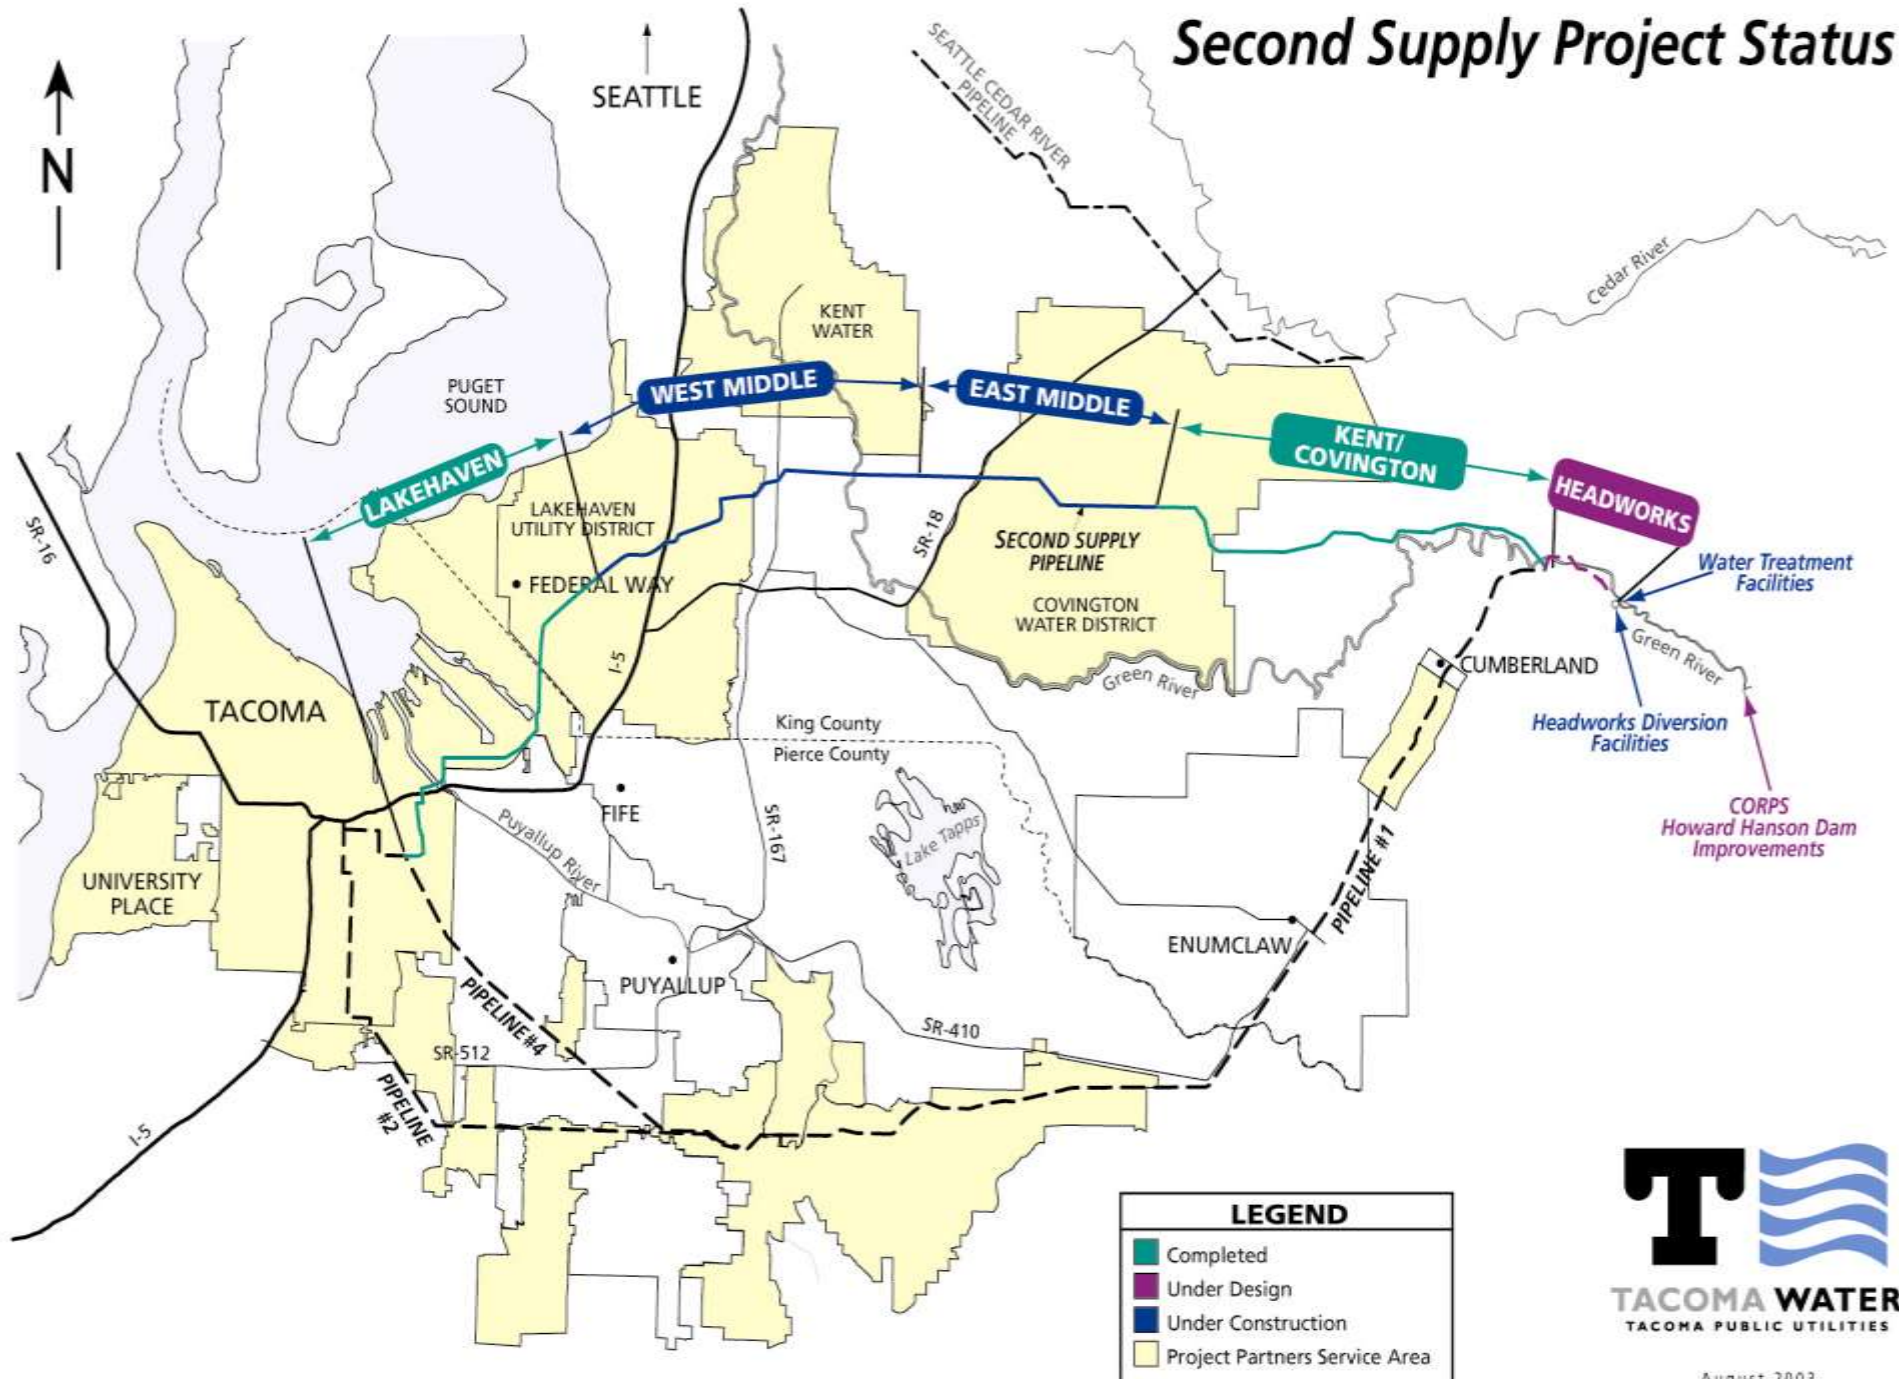 Second Supply Project Status
N
SEATTLE
SEATTLE CEDAR RIVER
PIPELINE
Cedar River
KENT
WATER
PUGET
SOUND
WEST MIDDLE
EAST MIDDLE
KENT/
COVINGTON
HEADWORKS
LAKEHAVEN
LAKEHAVEN
UTILITY DISTRICT
FEDERAL WAY
SR-16
SR-18
SECOND SUPPLY
PIPELINE
COVINGTON
WATER DISTRICT
Water Treatment
Facilities
Green River
Green River
CUMBERLAND
Headworks Diversion
Facilities
I-5
TACOMA
King County
Pierce County
CORPS
Howard Hanson Dam
Improvements
FIFE
Puyallup River
SR-167
Lake Tapps
PIPELINE #1
UNIVERSITY
PLACE
ENUMCLAW
PUYALLUP
PIPELINE #4
SR-410
SR-512
PIPELINE
#2
I-5
LEGEND
Completed
Under Design
Under Construction
Project Partners Service Area
T
TACOMA WATER
TACOMA PUBLIC UTILITIES
August 2003